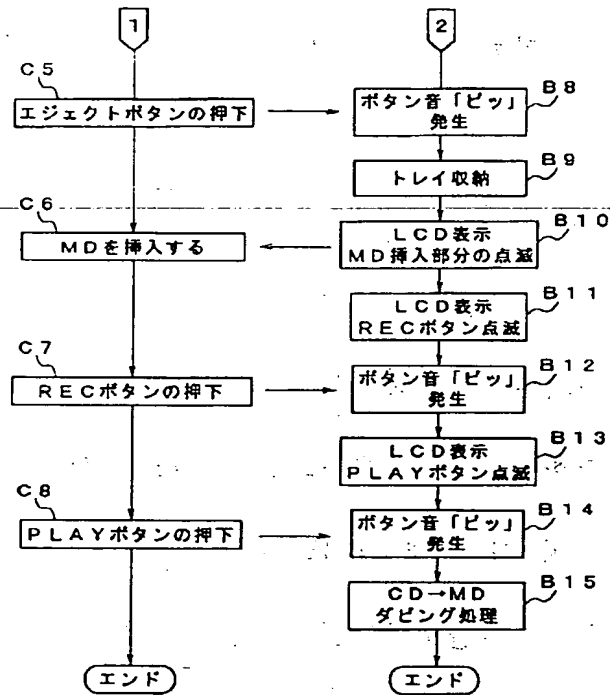 1
2
C5
エジェクトボタンの押下
B8
ボタン音「ピッ」
発生
B9
トレイ収納
C6
MDを挿入する
B10
LCD表示
MD挿入部分の点滅
B11
LCD表示
RECボタン点滅
C7
RECボタンの押下
B12
ボタン音「ピッ」
発生
B13
LCD表示
PLAYボタン点滅
C8
PLAYボタンの押下
B14
ボタン音「ピッ」
発生
B15
CD→MD
ダビング処理
エンド
エンド